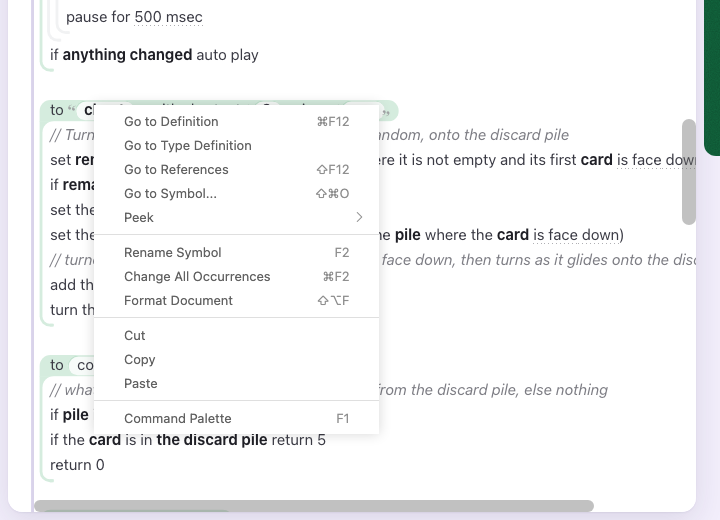 pause for 500 msec
if anything changed auto play
to “
Go to Definition ⌘F12
// Turn
andom, onto the discard pile
Go to Type Definition
set
re it is not empty and its first card is face down
Go to References ⇧F12
if
Go to Symbol... ⇧⌘O
set the
Peek
set the
pile where the card is face down)
Rename Symbol F2
// turn
face down, then turns as it glides onto the
Change All Occurrences ⌘F2
add th
Format Document ⇧⌥F
turn th
Cut
Copy
to co
Paste
// wha
from the discard pile, else nothing
if pile
Command Palette F1
if the card is in the discard pile return 5
return 0